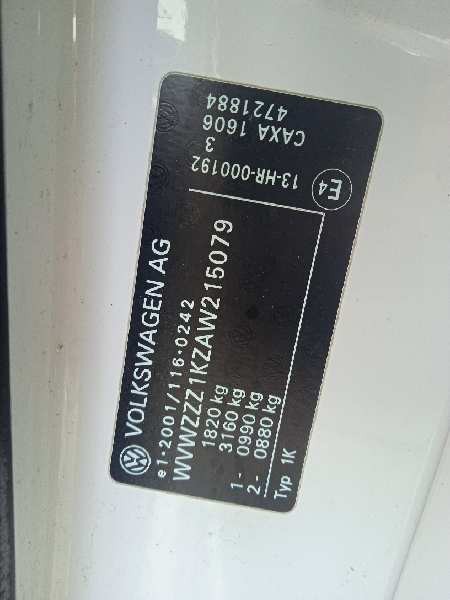 VOLKSWAGEN AG
e1*2001/116*0242
WVWZZZ1KZAW215079
1820 kg
3160 kg
1- 0990 kg
2- 0880 kg
Typ 1K
E4
13-HR-000192
3
CAXA 1606
4721884